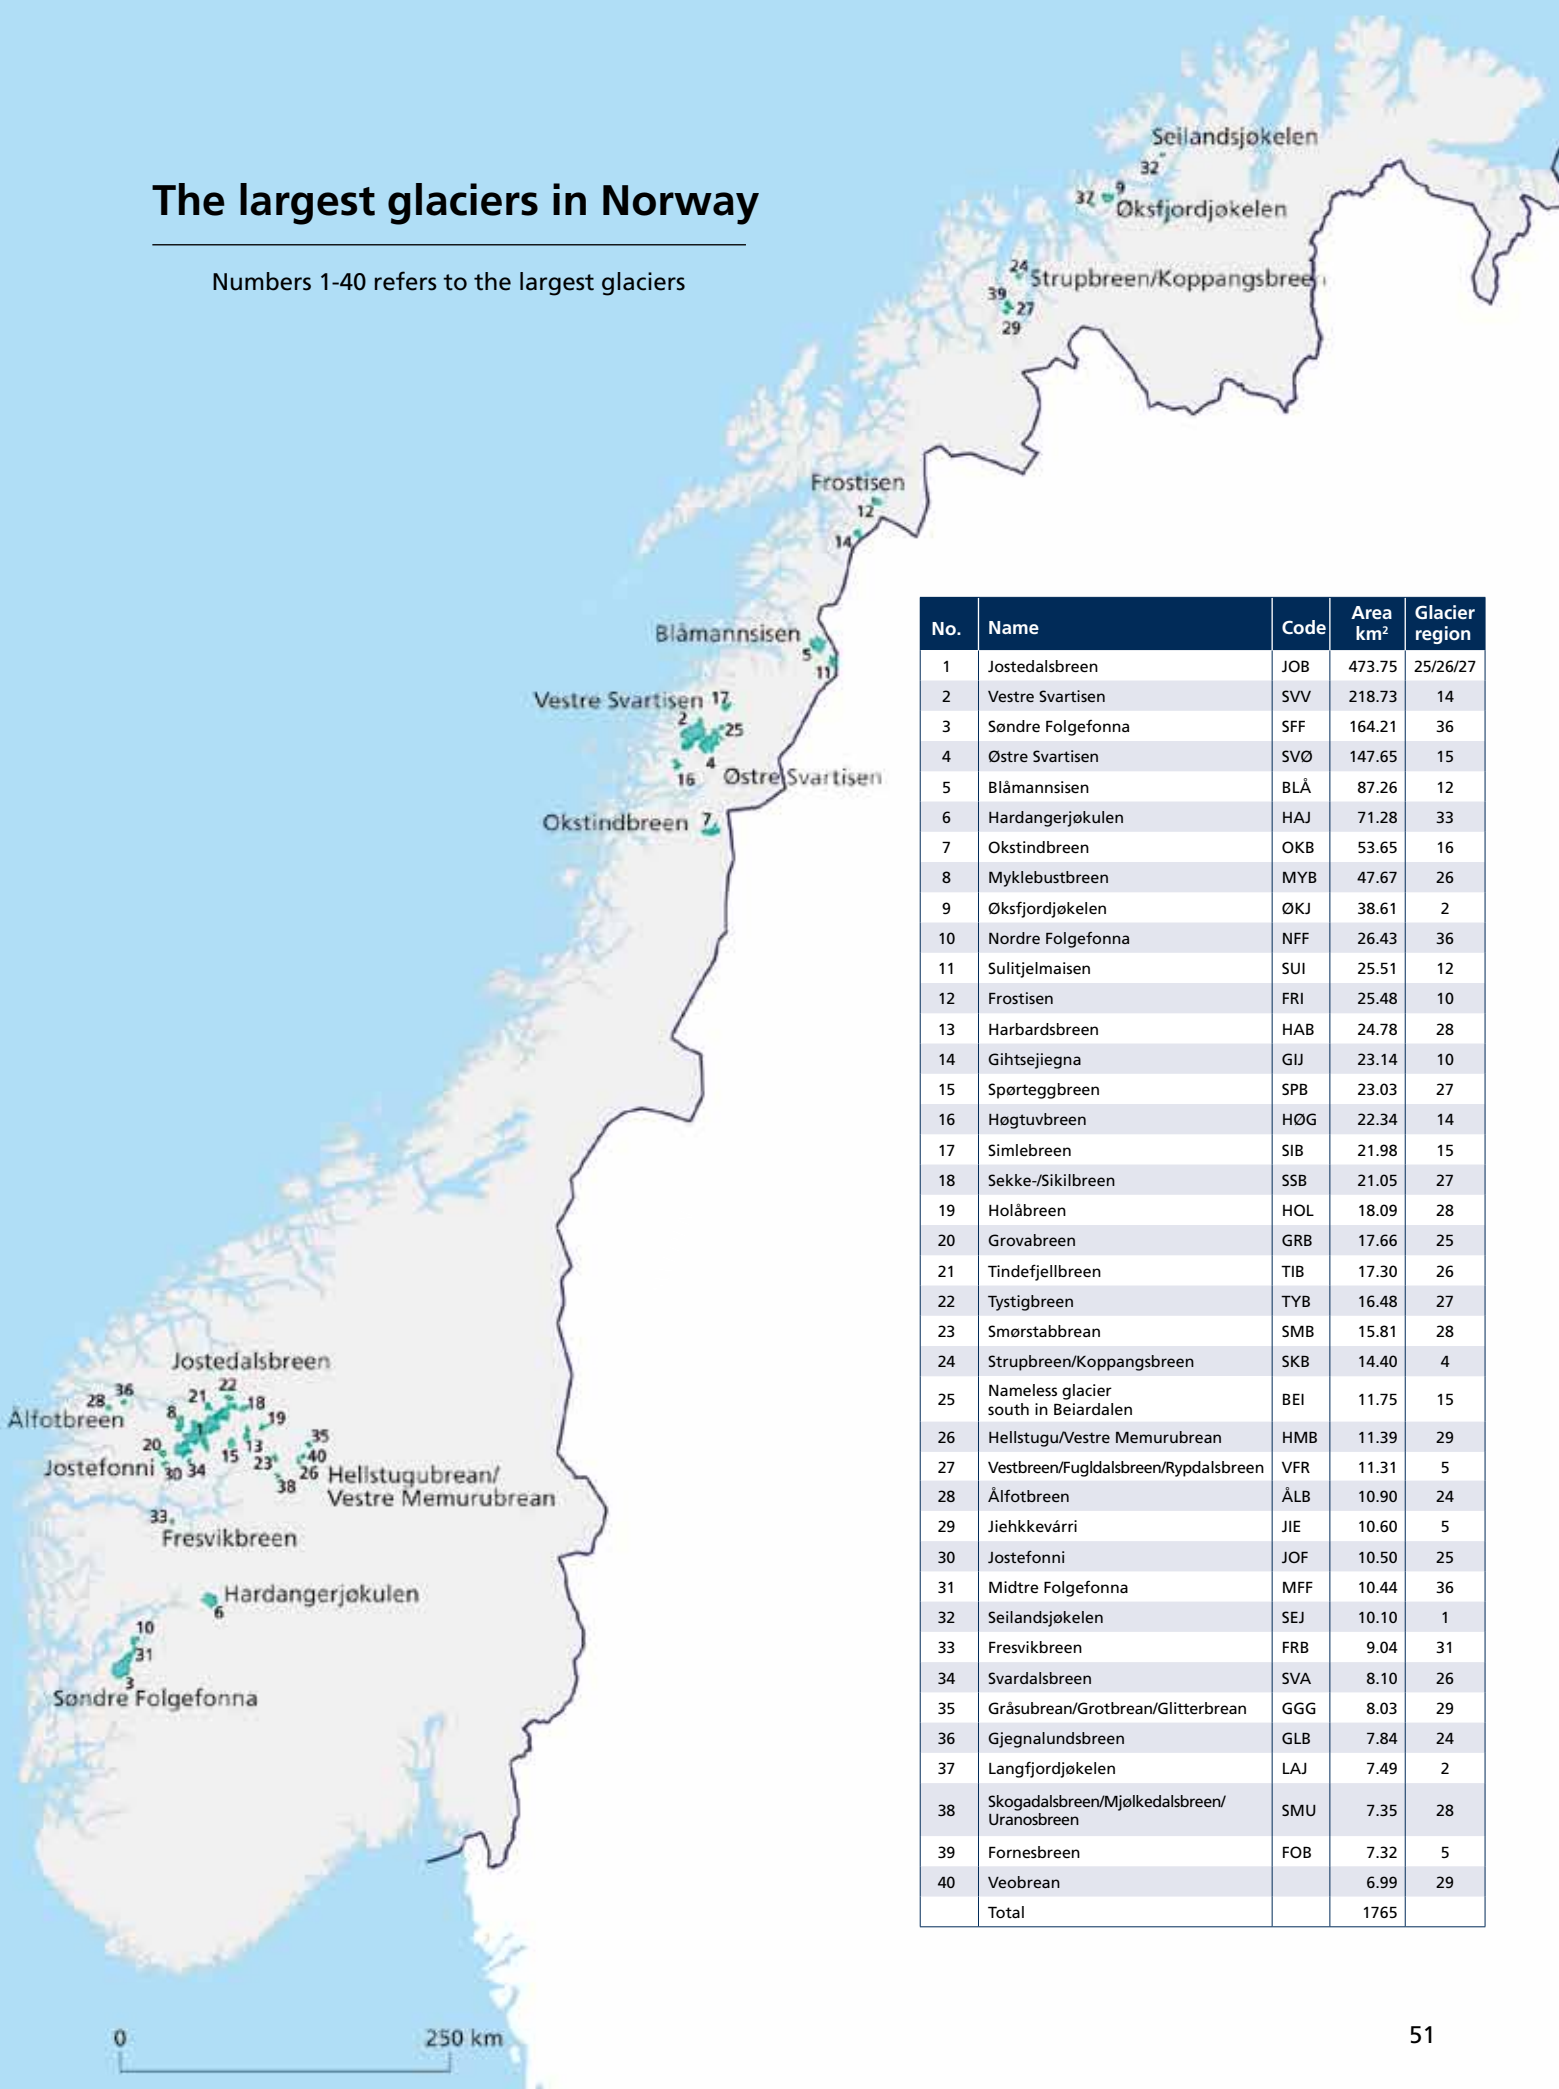 The largest glaciers in Norway
Numbers 1-40 refers to the largest glaciers
Seilandsjøkelen
32
37
9
Øksfjordjøkelen
24
Strupbreen/Koppangsbreen
39
27
29
Frostisen
12
14
Blåmannsisen
5
11
Vestre Svartisen
17
2
25
4
16
Østre Svartisen
Okstindbreen
7
Jostedalsbreen
36
28
Ålfotbreen
21
22
18
8
19
1
35
20
13
40
15
23
Jostefonni
30
34
26
Hellstugubrean/
38
Vestre Memurubrean
33
Fresvikbreen
Hardangerjøkulen
6
10
31
3
Søndre Folgefonna
0
250 km
No. Name Code Area km² Glacier region
1 Jostedalsbreen JOB 473.75 25/26/27
2 Vestre Svartisen SVV 218.73 14
3 Søndre Folgefonna SFF 164.21 36
4 Østre Svartisen SVØ 147.65 15
5 Blåmannsisen BLÅ 87.26 12
6 Hardangerjøkulen HAJ 71.28 33
7 Okstindbreen OKB 53.65 16
8 Myklebustbreen MYB 47.67 26
9 Øksfjordjøkelen ØKJ 38.61 2
10 Nordre Folgefonna NFF 26.43 36
11 Sulitjelmaisen SUI 25.51 12
12 Frostisen FRI 25.48 10
13 Harbardsbreen HAB 24.78 28
14 Gihtsejiegna GIJ 23.14 10
15 Spørteggbreen SPB 23.03 27
16 Høgtuvbreen HØG 22.34 14
17 Simlebreen SIB 21.98 15
18 Sekke-/Sikilbreen SSB 21.05 27
19 Holåbreen HOL 18.09 28
20 Grovabreen GRB 17.66 25
21 Tindefjellbreen TIB 17.30 26
22 Tystigbreen TYB 16.48 27
23 Smørstabbrean SMB 15.81 28
24 Strupbreen/Koppangsbreen SKB 14.40 4
25 Nameless glacier
south in Beiardalen BEI 11.75 15
26 Hellstugu/Vestre Memurubrean HMB 11.39 29
27 Vestbreen/Fugldalsbreen/Rypdalsbreen VFR 11.31 5
28 Ålfotbreen ÅLB 10.90 24
29 Jiehkkevárri JIE 10.60 5
30 Jostefonni JOF 10.50 25
31 Midtre Folgefonna MFF 10.44 36
32 Seilandsjøkelen SEJ 10.10 1
33 Fresvikbreen FRB 9.04 31
34 Svardalsbreen SVA 8.10 26
35 Gråsubrean/Grotbrean/Glitterbrean GGG 8.03 29
36 Gjegnalundsbreen GLB 7.84 24
37 Langfjordjøkelen LAJ 7.49 2
38 Skogadalsbreen/Mjølkedalsbreen/
Uranosbreen SMU 7.35 28
39 Fornesbreen FOB 7.32 5
40 Veobrean 6.99 29
Total 1765
51